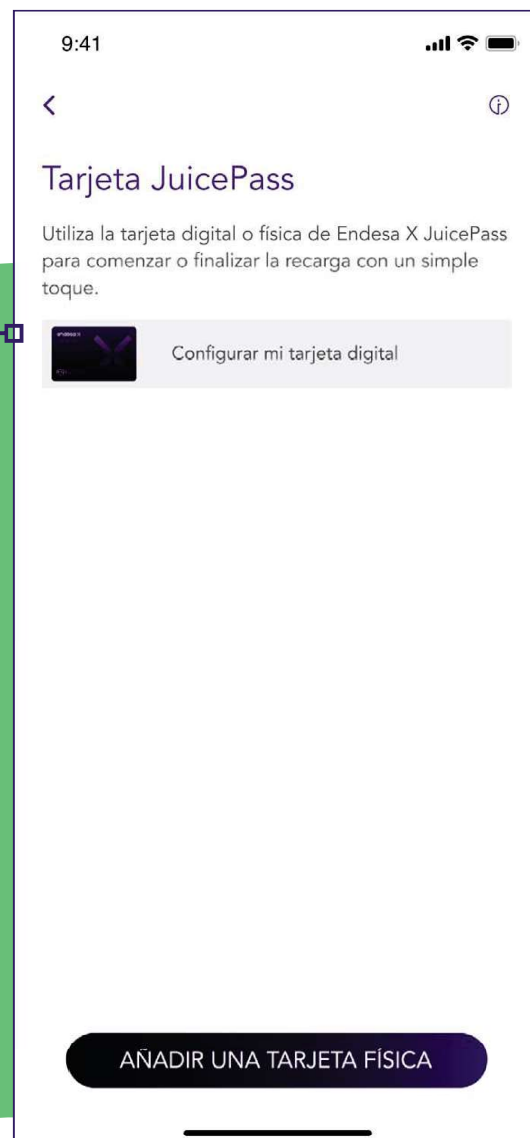 9:41
Tarjeta JuicePass
Utiliza la tarjeta digital o física de Endesa X JuicePass
para comenzar o finalizar la recarga con un simple
toque.
endesa x
Configurar mi tarjeta digital
AÑADIR UNA TARJETA FÍSICA